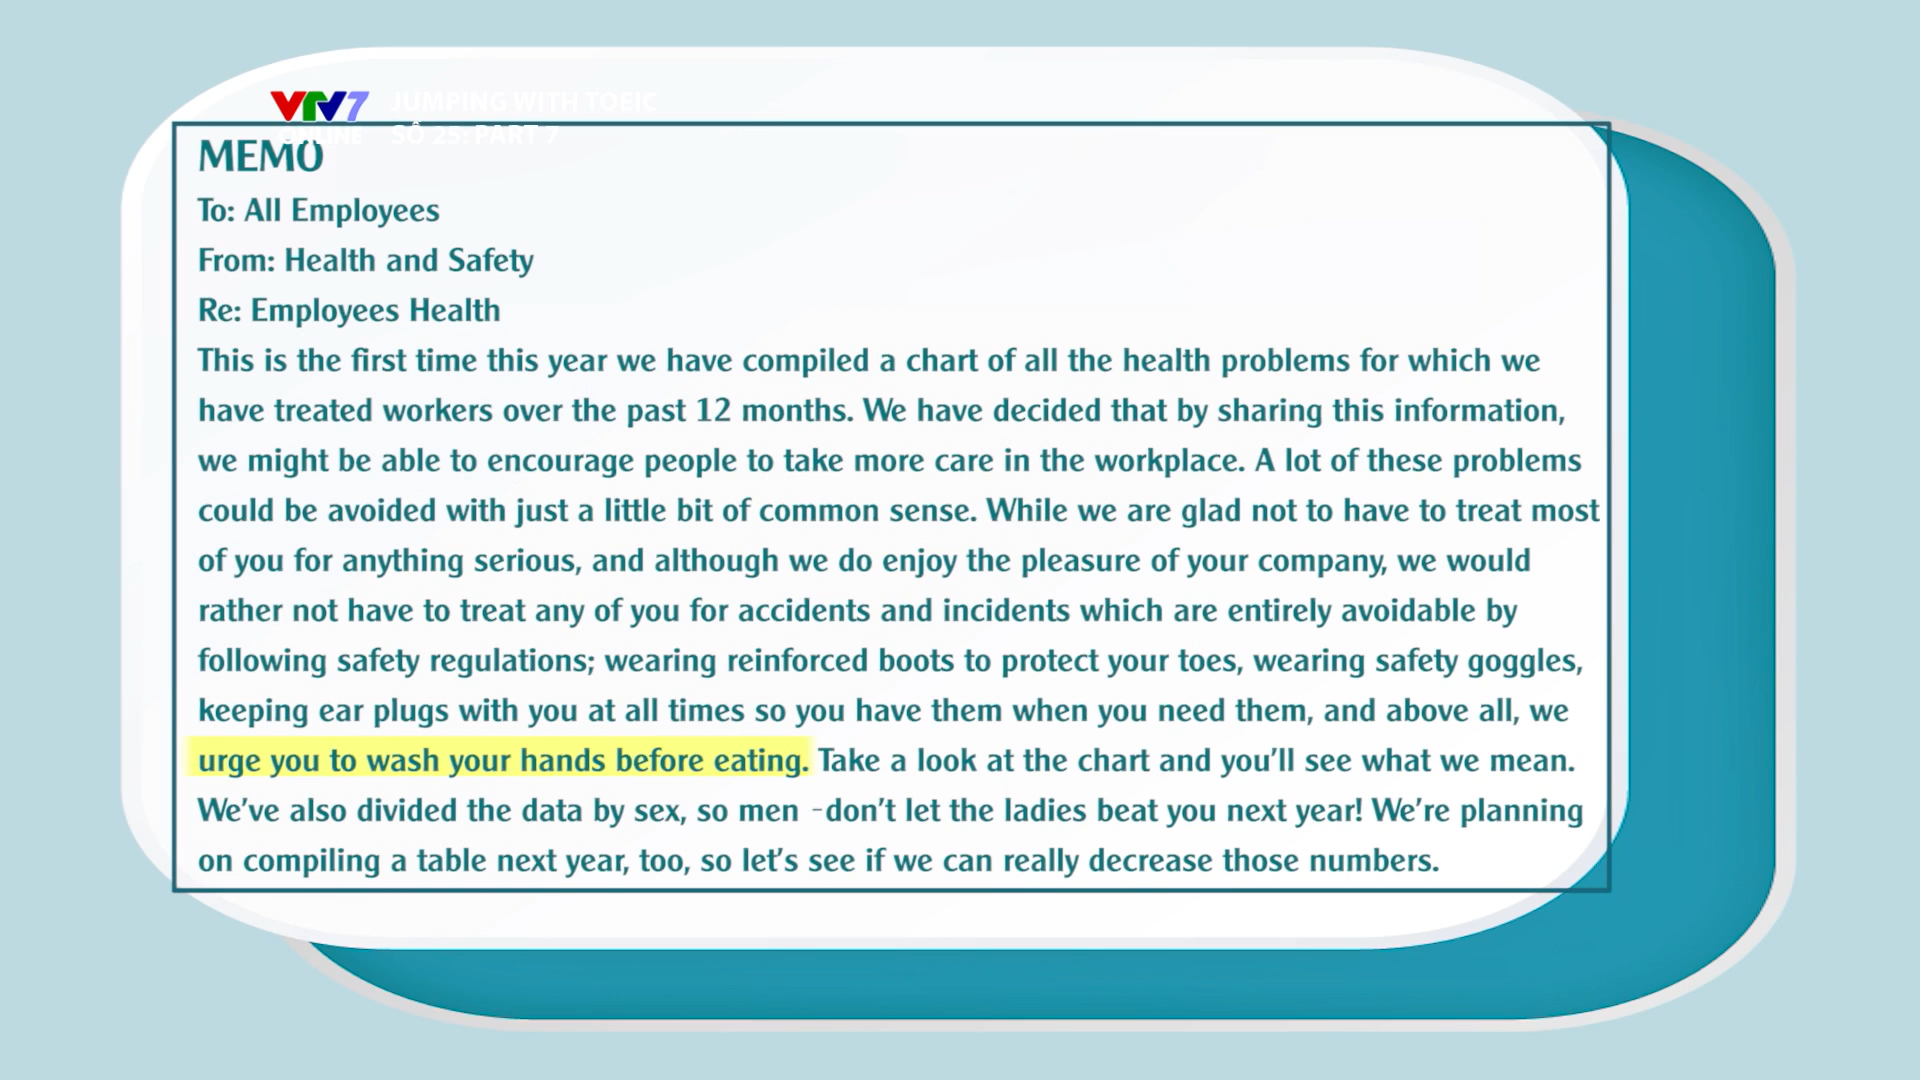 VTV7 JUMPING WITH TOEIC
ONLINE SỐ 25: PART 7
MEMO
To: All Employees
From: Health and Safety
Re: Employees Health
This is the first time this year we have compiled a chart of all the health problems for which we
have treated workers over the past 12 months. We have decided that by sharing this information,
we might be able to encourage people to take more care in the workplace. A lot of these problems
could be avoided with just a little bit of common sense. While we are glad not to have to treat most
of you for anything serious, and although we do enjoy the pleasure of your company, we would
rather not have to treat any of you for accidents and incidents which are entirely avoidable by
following safety regulations; wearing reinforced boots to protect your toes, wearing safety goggles,
keeping ear plugs with you at all times so you have them when you need them, and above all, we
urge you to wash your hands before eating. Take a look at the chart and you’ll see what we mean.
We’ve also divided the data by sex, so men -don’t let the ladies beat you next year! We’re planning
on compiling a table next year, too, so let’s see if we can really decrease those numbers.